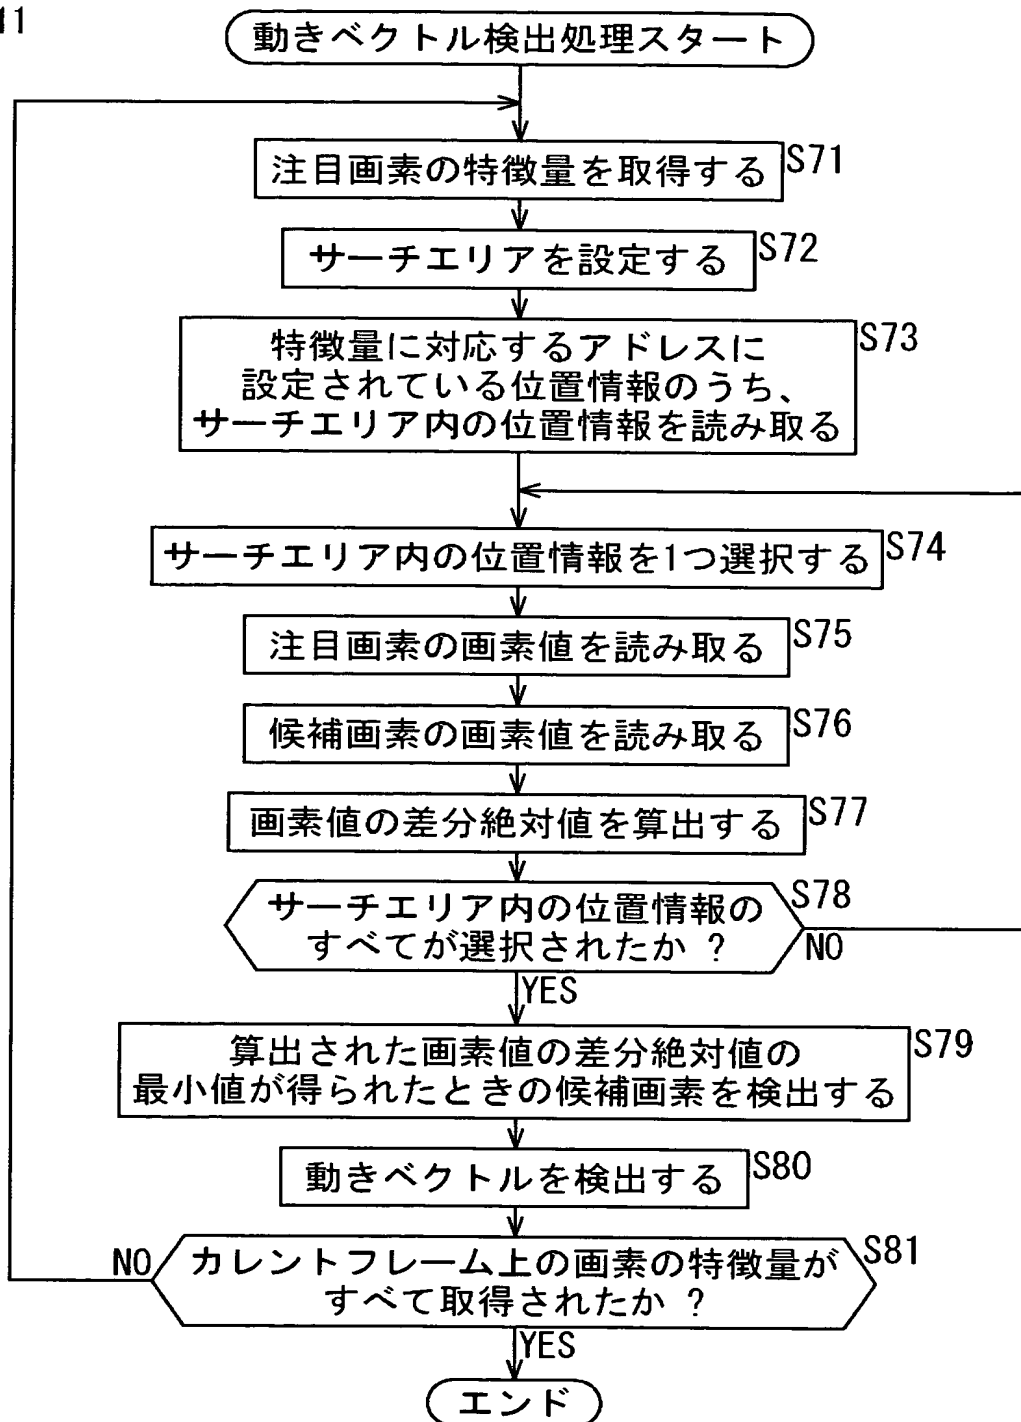 11
動きベクトル検出処理スタート
注目画素の特徴量を取得する
S71
サーチエリアを設定する
S72
特徴量に対応するアドレスに
設定されている位置情報のうち、
サーチエリア内の位置情報を読み取る
S73
サーチエリア内の位置情報を1つ選択する
S74
注目画素の画素値を読み取る
S75
候補画素の画素値を読み取る
S76
画素値の差分絶対値を算出する
S77
サーチエリア内の位置情報の
すべてが選択されたか ?
S78
NO
YES
算出された画素値の差分絶対値の
最小値が得られたときの候補画素を検出する
S79
動きベクトルを検出する
S80
NO
カレントフレーム上の画素の特徴量が
すべて取得されたか ?
S81
YES
エンド